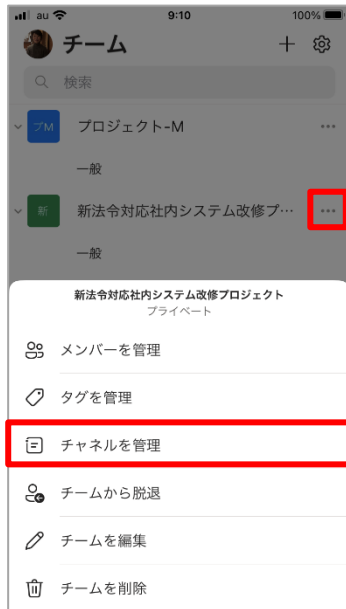 au 9:10 100%
チーム
検索
プM プロジェクト-M
一般
新 新法令対応社内システム改修プ…
一般
新法令対応社内システム改修プロジェクト
プライベート
メンバーを管理
タグを管理
チャネルを管理
チームから脱退
チームを編集
チームを削除